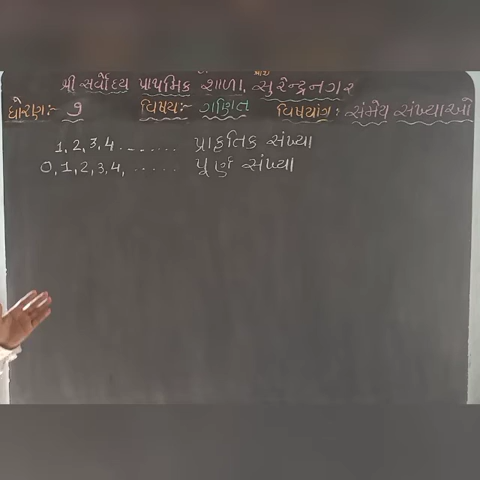 શ્રી સર્વોદય પ્રાથમિક શાળા, સુરેન્દ્રનગર
ધોરણ:- ૭ વિષય:- ગણિત વિષયાંગ: સંમેય સંખ્યાઓ
1, 2, 3, 4 ........ પ્રાકૃતિક સંખ્યા
0, 1, 2, 3, 4, ...... પૂર્ણ સંખ્યા